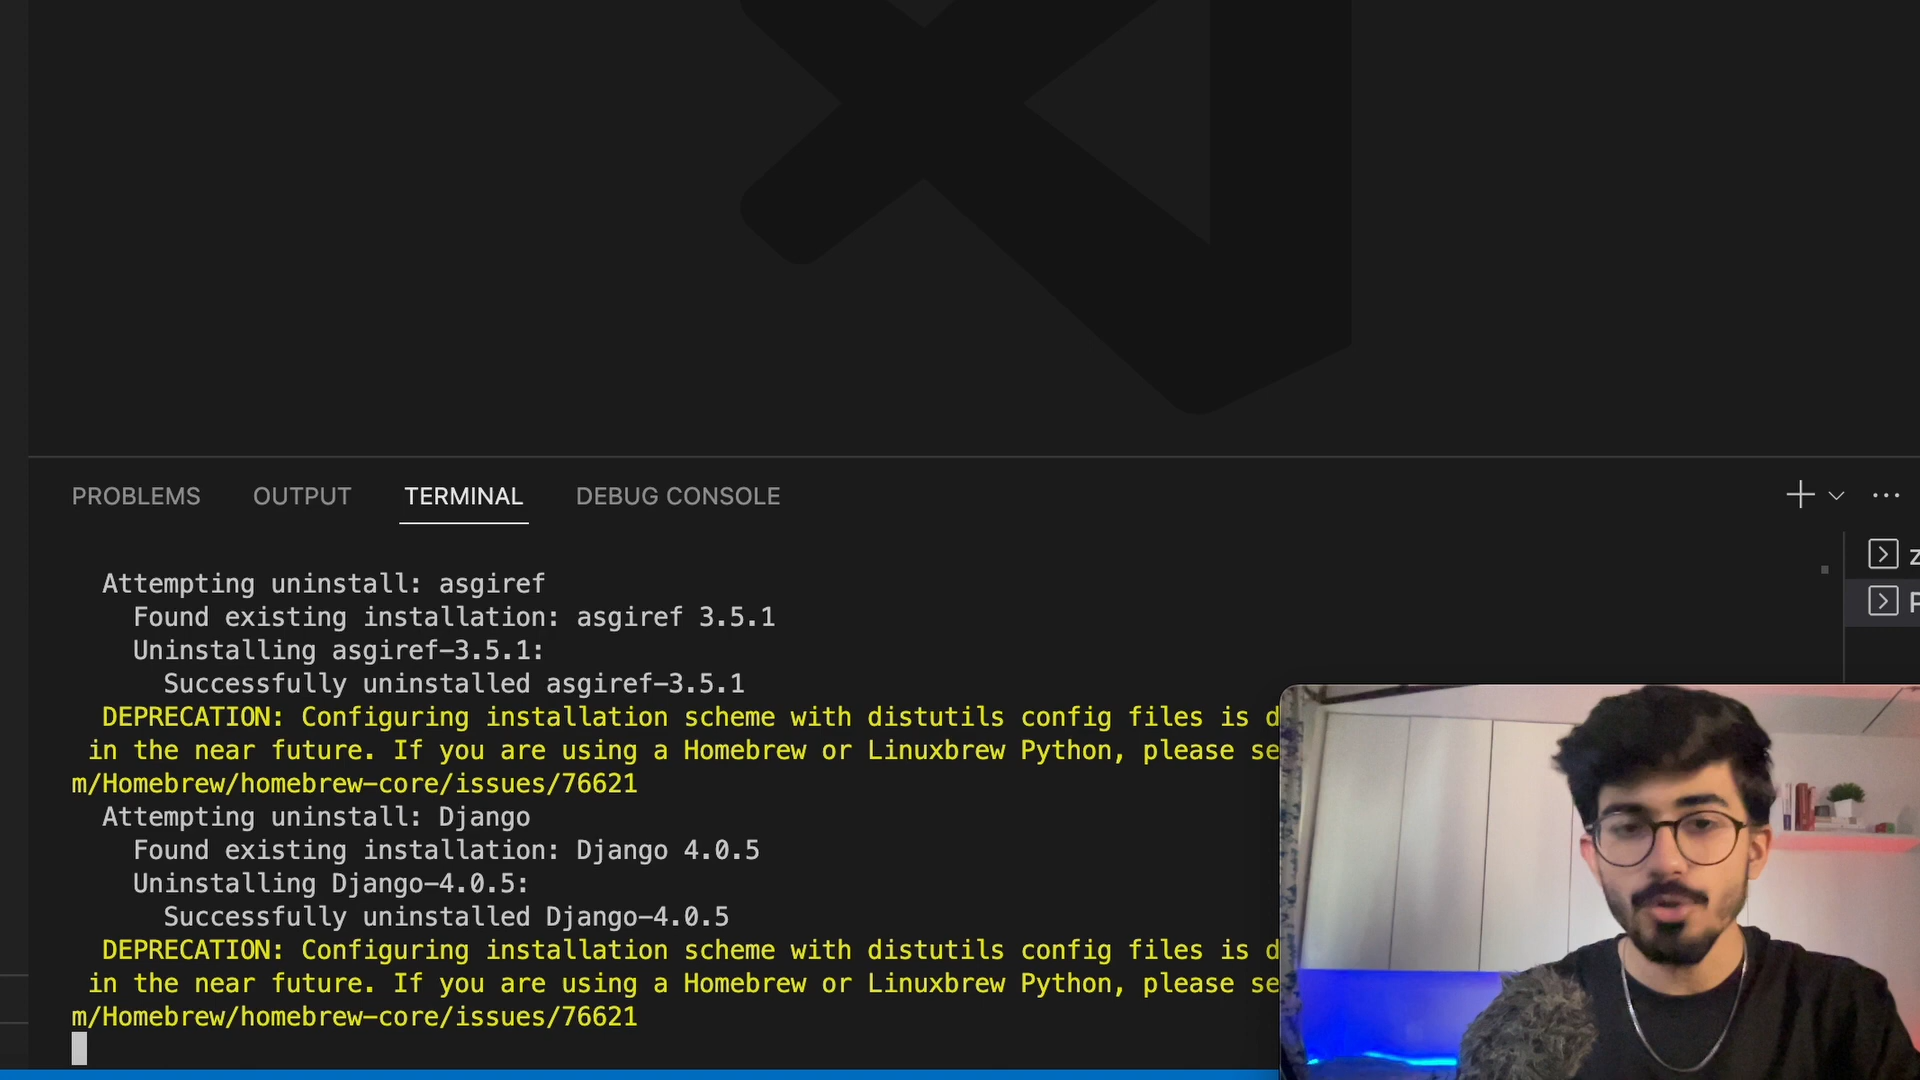 PROBLEMS OUTPUT TERMINAL DEBUG CONSOLE
Attempting uninstall: asgiref
Found existing installation: asgiref 3.5.1
Uninstalling asgiref-3.5.1:
Successfully uninstalled asgiref-3.5.1
DEPRECATION: Configuring installation scheme with distutils config files is d
in the near future. If you are using a Homebrew or Linuxbrew Python, please se
m/Homebrew/homebrew-core/issues/76621
Attempting uninstall: Django
Found existing installation: Django 4.0.5
Uninstalling Django-4.0.5:
Successfully uninstalled Django-4.0.5
DEPRECATION: Configuring installation scheme with distutils config files is d
in the near future. If you are using a Homebrew or Linuxbrew Python, please se
m/Homebrew/homebrew-core/issues/76621